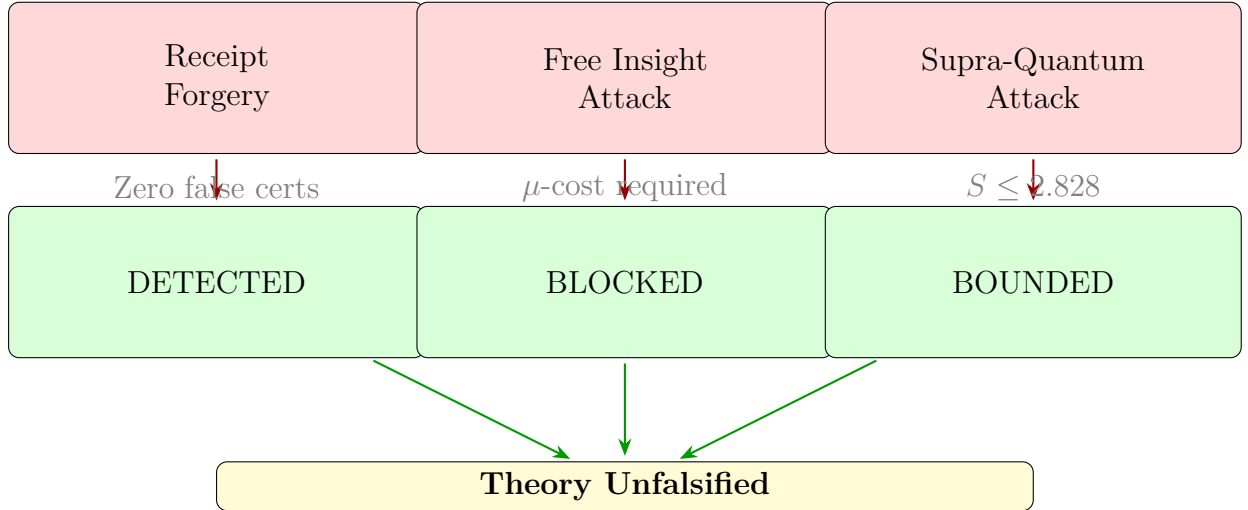 Receipt
Forgery
Free Insight
Attack
Supra-Quantum
Attack
Zero false certs
μ-cost required
S ≤ 2.828
DETECTED
BLOCKED
BOUNDED
Theory Unfalsified